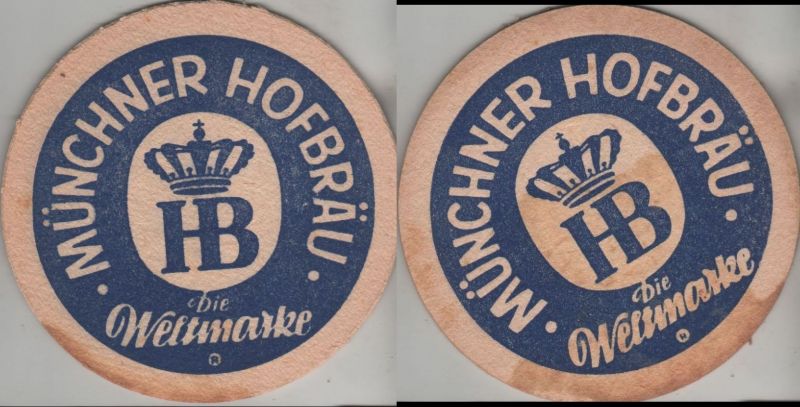 MÜNCHNER HOFBRÄU
HB
Die
Weltmarke
R
MÜNCHNER HOFBRÄU
HB
Die
Weltmarke
R